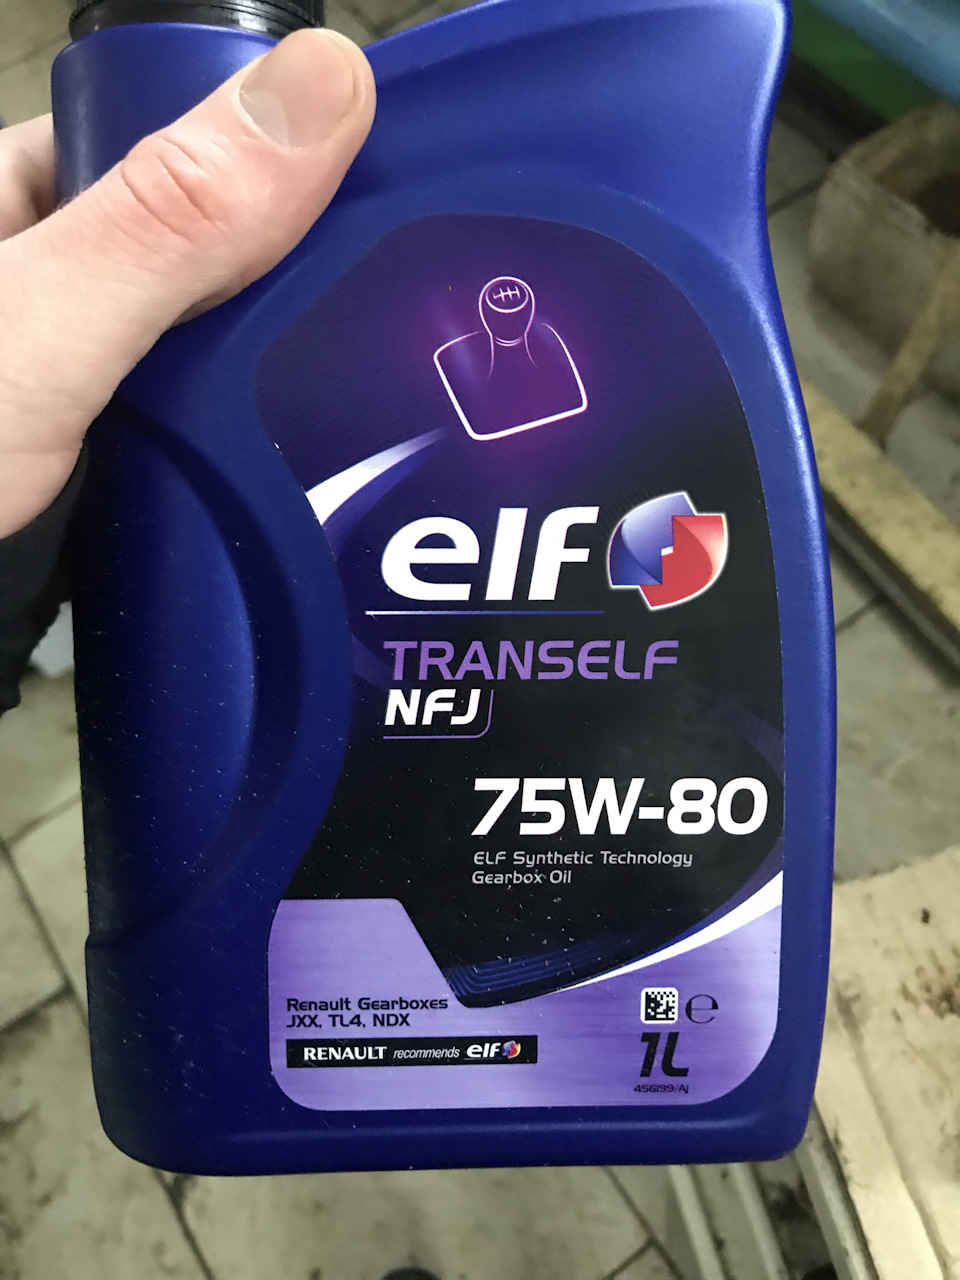 elf
TRANSELF
NFJ
75W-80
ELF Synthetic Technology
Gearbox Oil
Renault Gearboxes
JXX, TL4, NDX
RENAULT recommends elf
e
1L
456199/AJ